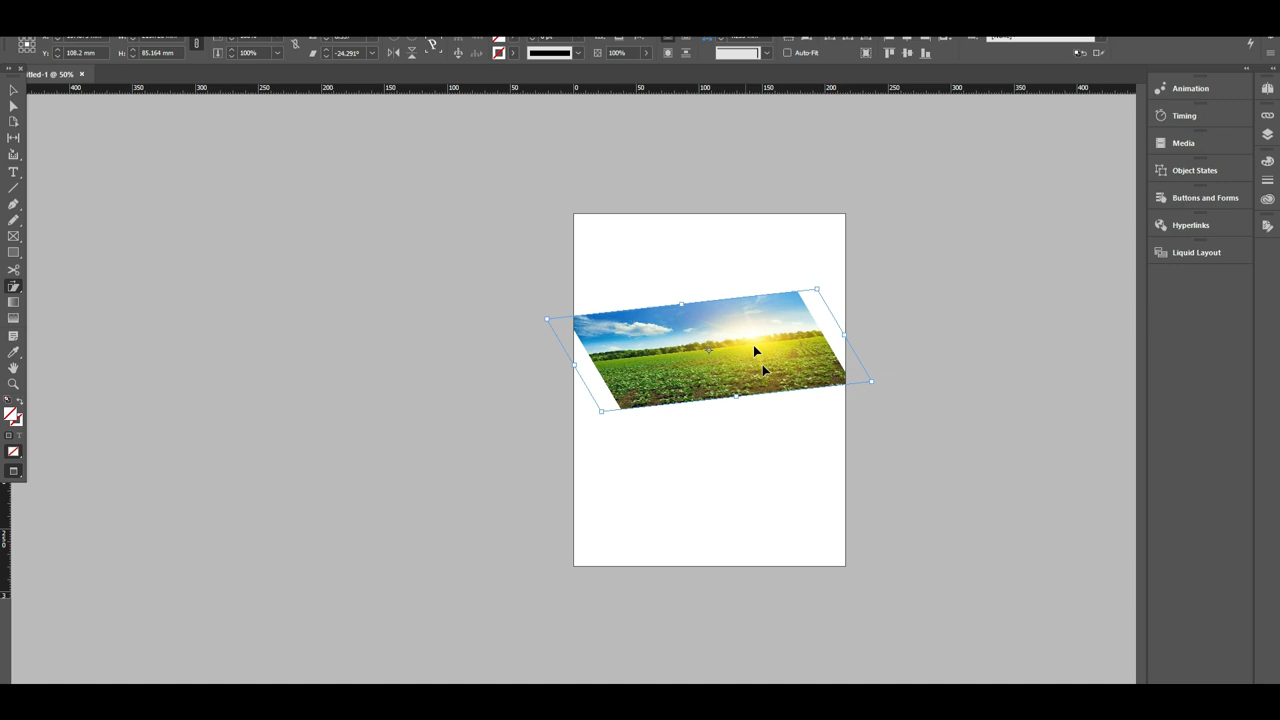 Y:
108.2 mm
H:
85.164 mm
100%
-24.291°
100%
Auto-Fit
itled-1 @ 50% ×
400 350 300 250 200 150 100 50 0 50 100 150 200 250 300 350 400
Animation
Timing
Media
Object States
Buttons and Forms
Hyperlinks
Liquid Layout
T
T